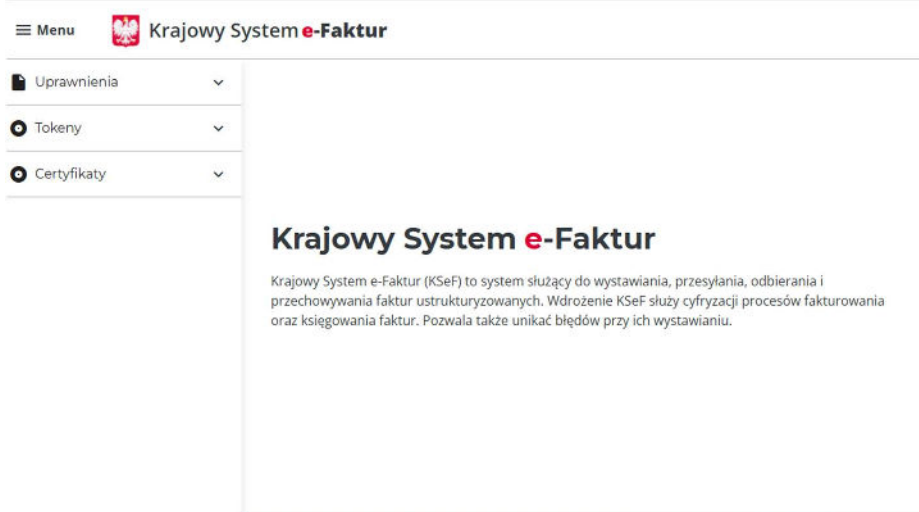 Menu
Krajowy System e-Faktur
Uprawnienia
Tokeny
Certyfikaty
Krajowy System e-Faktur
Krajowy System e-Faktur (KSeF) to system służący do wystawiania, przesyłania, odbierania i
przechowywania faktur ustrukturyzowanych. Wdrożenie KSeF służy cyfryzacji procesów fakturowania
oraz księgowania faktur. Pozwala także unikać błędów przy ich wystawianiu.